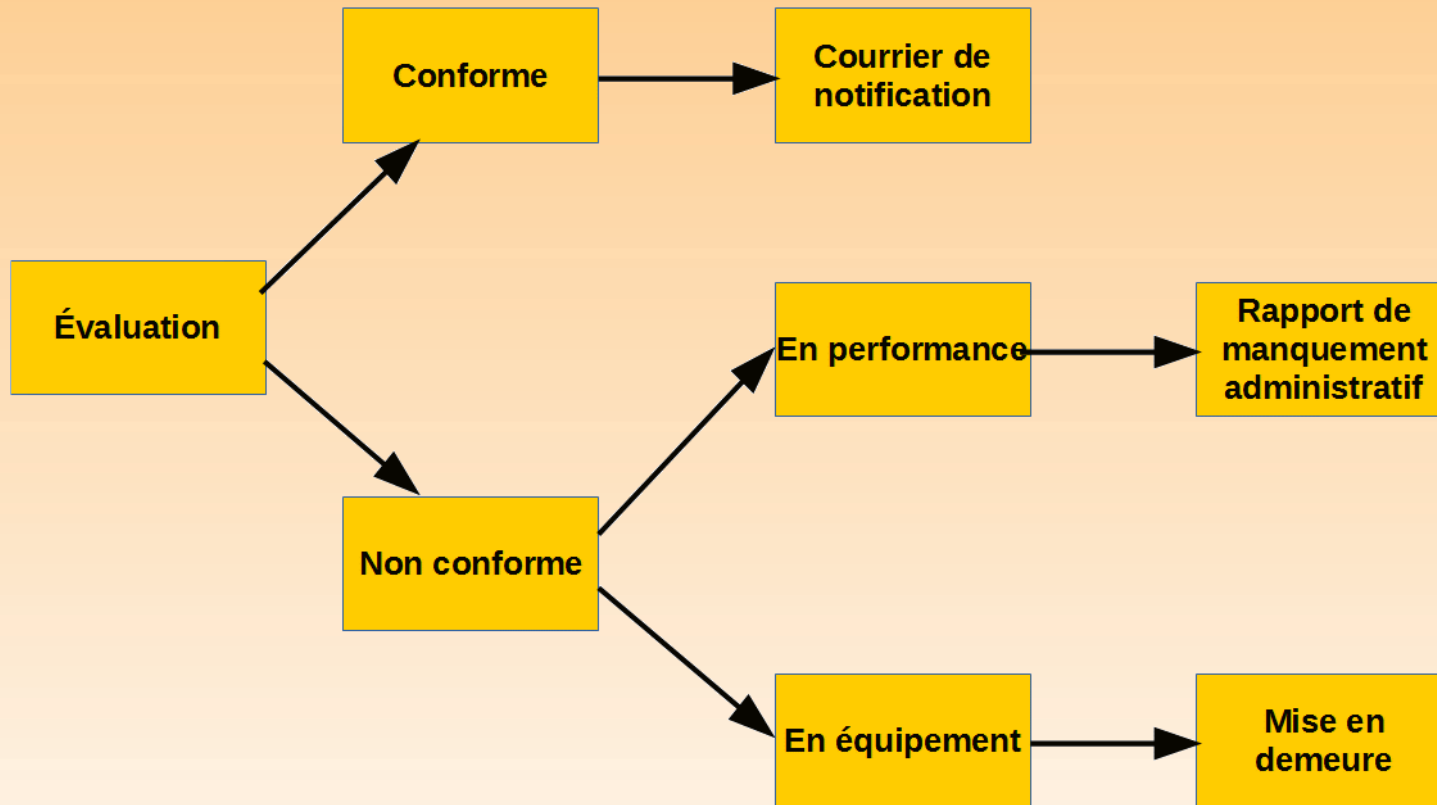 Conforme
Courrier de
notification
Évaluation
En performance
Rapport de
manquement
administratif
Non conforme
En équipement
Mise en
demeure